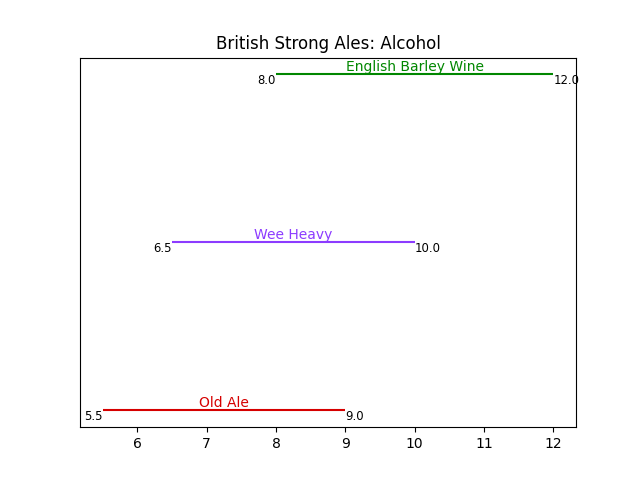 British Strong Ales: Alcohol
English Barley Wine
8.0 12.0
Wee Heavy
6.5 10.0
Old Ale
5.5 9.0
6 7 8 9 10 11 12